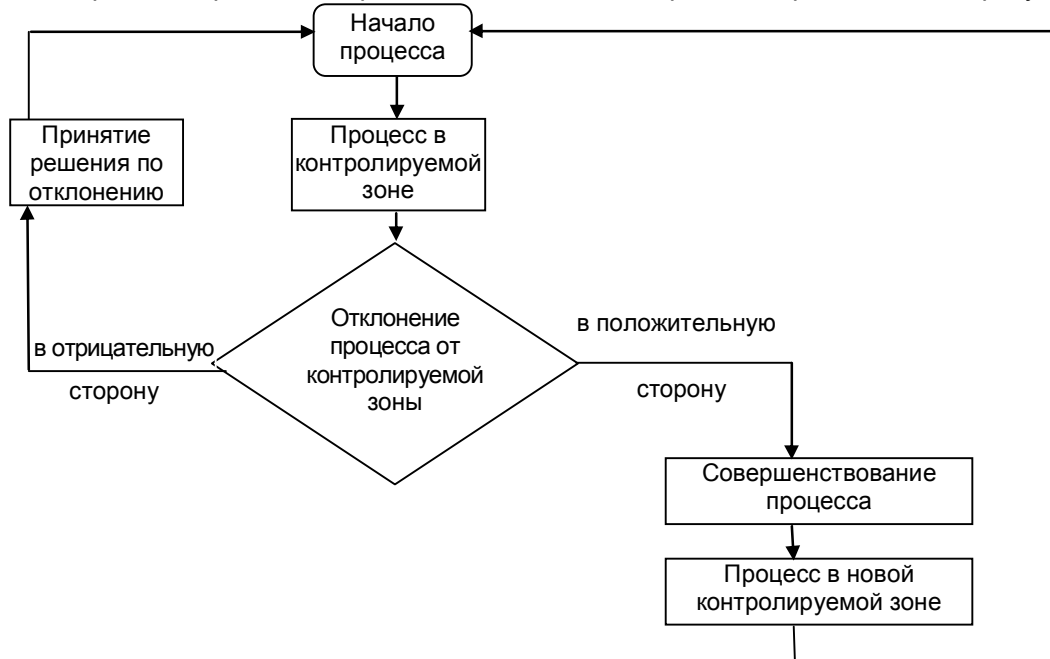 Начало
процесса
Принятие
решения по
отклонению
Процесс в
контролируемой
зоне
Отклонение
процесса от
контролируемой
зоны
в отрицательную
сторону
в положительную
сторону
Совершенствование
процесса
Процесс в новой
контролируемой зоне